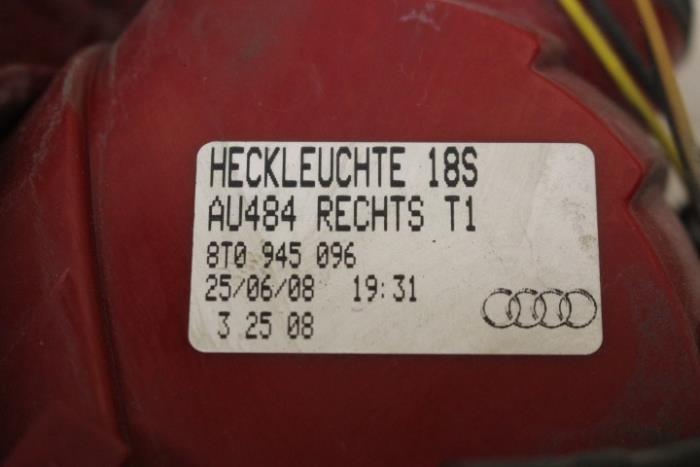 HECKLEUCHTE 18S
AU484 RECHTS T1
8T0 945 096
25/06/08 19:31
3 25 08